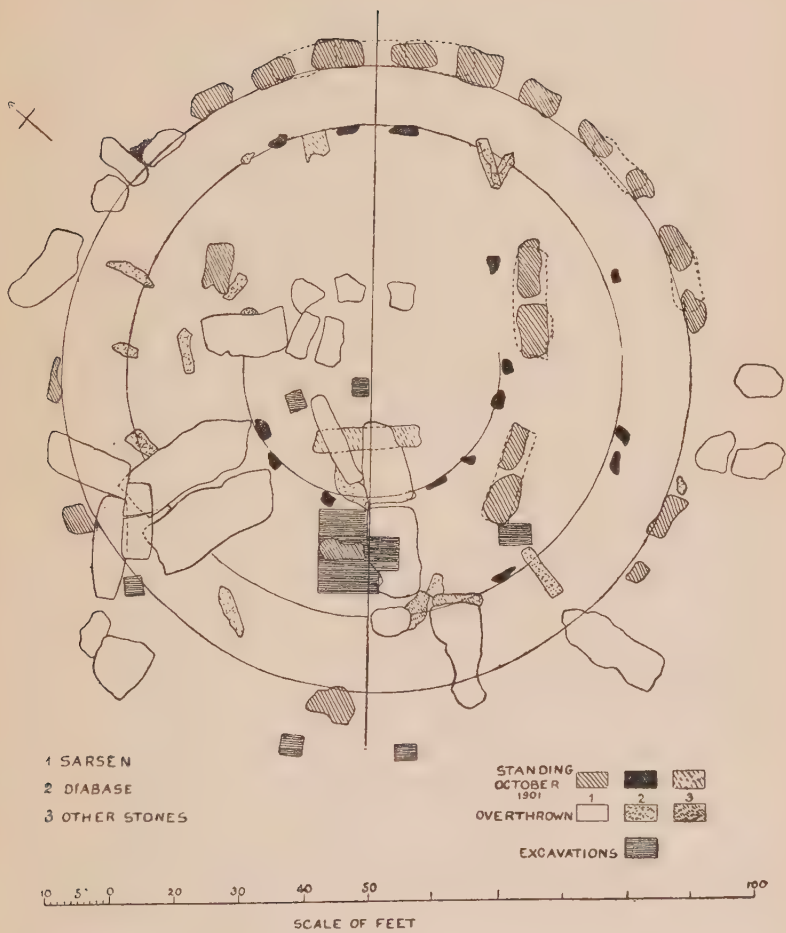 1 SARSEN
2 DIABASE
3 OTHER STONES
STANDING
OCTOBER
1901
1 2 3
OVERTHROWN
EXCAVATIONS
10 5 0 20 30 50 100
SCALE OF FEET